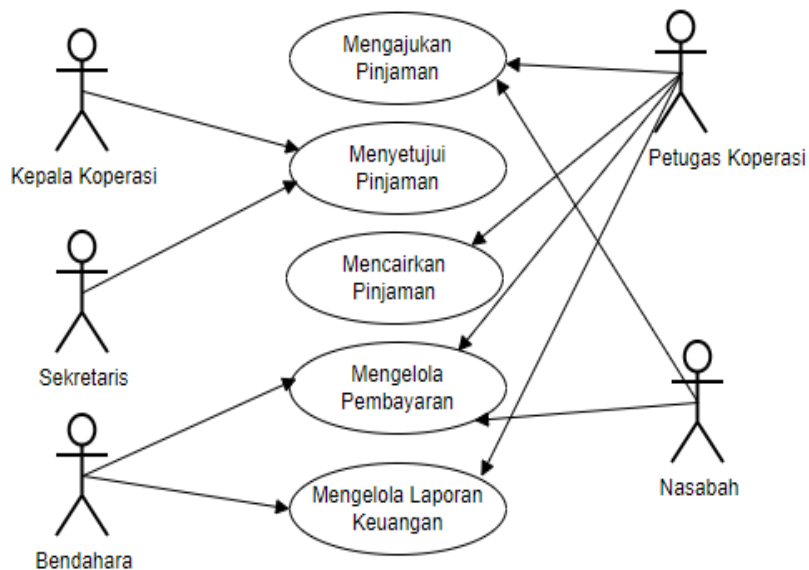 Mengajukan
Pinjaman
Kepala Koperasi
Menyetujui
Pinjaman
Petugas Koperasi
Mencairkan
Pinjaman
Sekretaris
Mengelola
Pembayaran
Nasabah
Mengelola Laporan
Keuangan
Bendahara